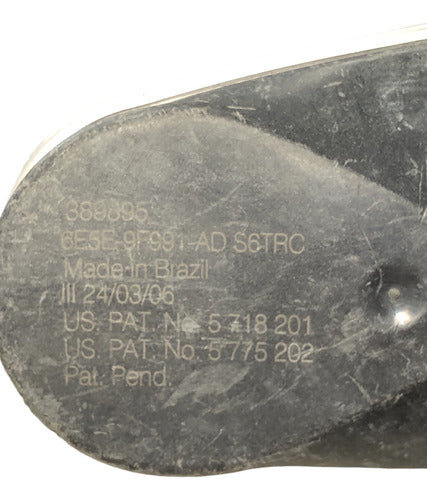 389895
6E5E-9F991-AD S6TRC
Made in Brazil
III 24/03/06
US. PAT. No. 5 718 201
US. PAT. No. 5 775 202
Pat. Pend.